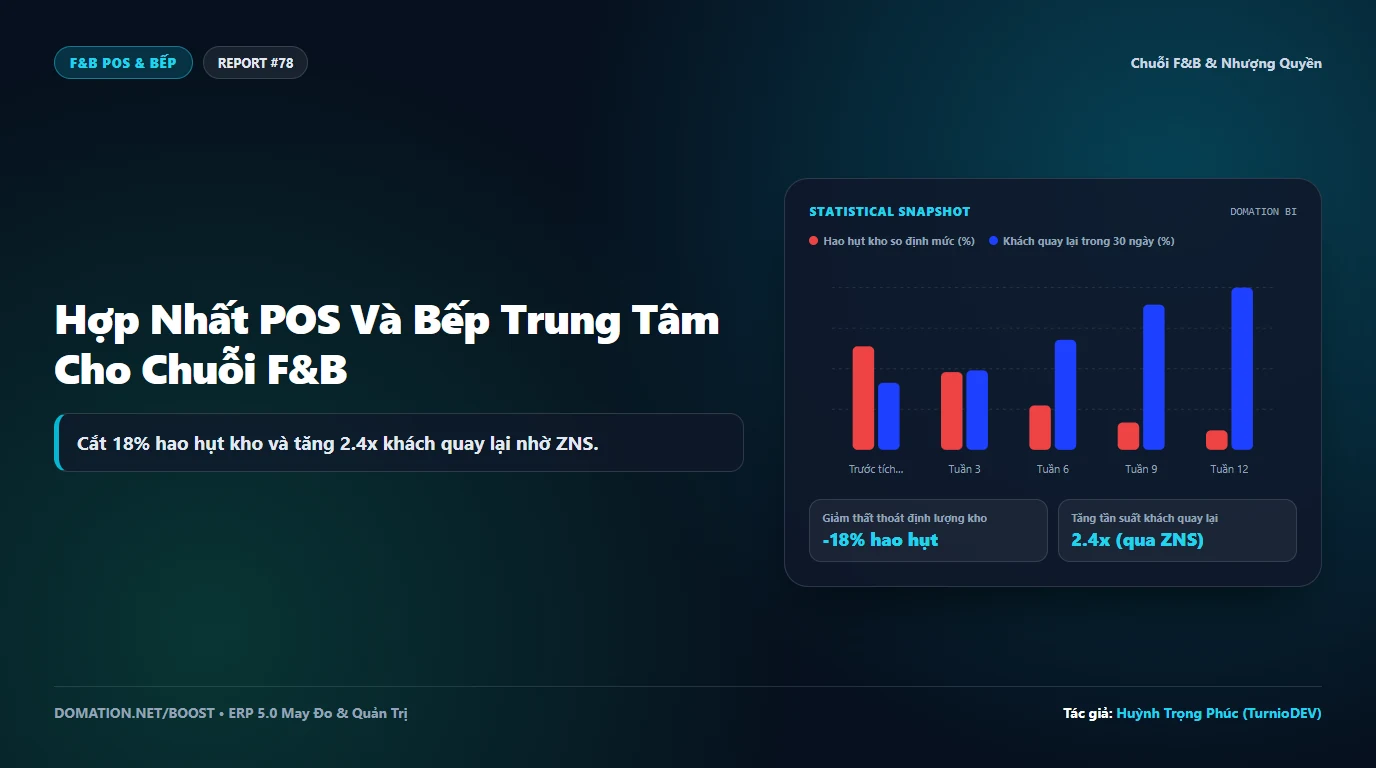 F&B POS & BẾP
REPORT #78
Chuỗi F&B & Nhượng Quyền
Hợp Nhất POS Và Bếp Trung Tâm
Cho Chuỗi F&B
Cắt 18% hao hụt kho và tăng 2.4x khách quay lại nhờ ZNS.
STATISTICAL SNAPSHOT
DOMATION BI
Hao hụt kho so định mức (%)
Khách quay lại trong 30 ngày (%)
Trước tích...
Tuần 3
Tuần 6
Tuần 9
Tuần 12
Giảm thất thoát định lượng kho
-18% hao hụt
Tăng tần suất khách quay lại
2.4x (qua ZNS)
DOMATION.NET/BOOST • ERP 5.0 May Đo & Quản Trị
Tác giả: Huỳnh Trọng Phúc (TurnioDEV)